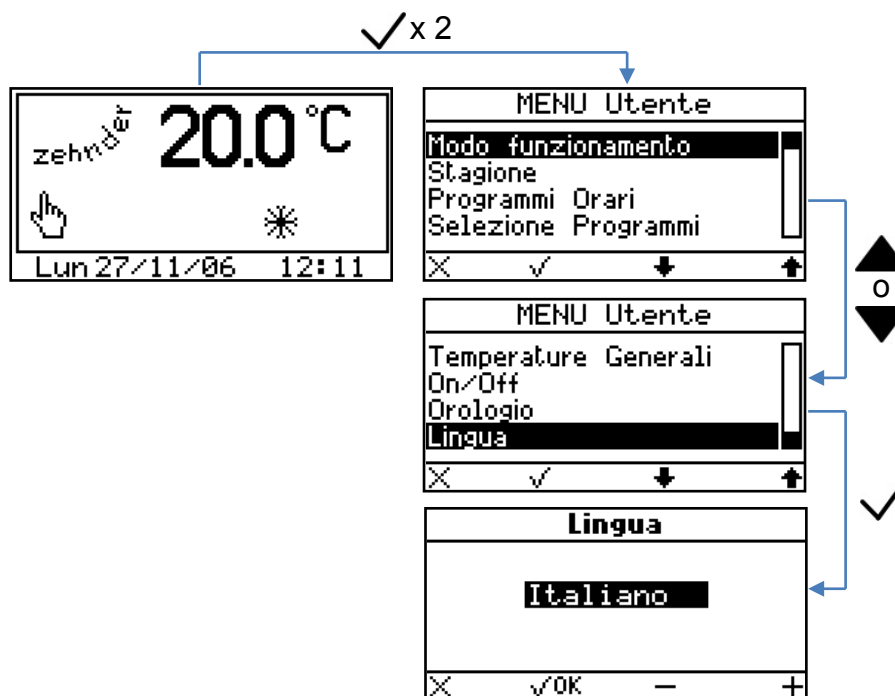 x 2
zehnder
20.0 °C
Lun 27/11/06 12:11
MENU Utente
Modo funzionamento
Stagione
Programmi Orari
Selezione Programmi
o
MENU Utente
Temperature Generali
On/Off
Orologio
Lingua
Lingua
Italiano
OK − +